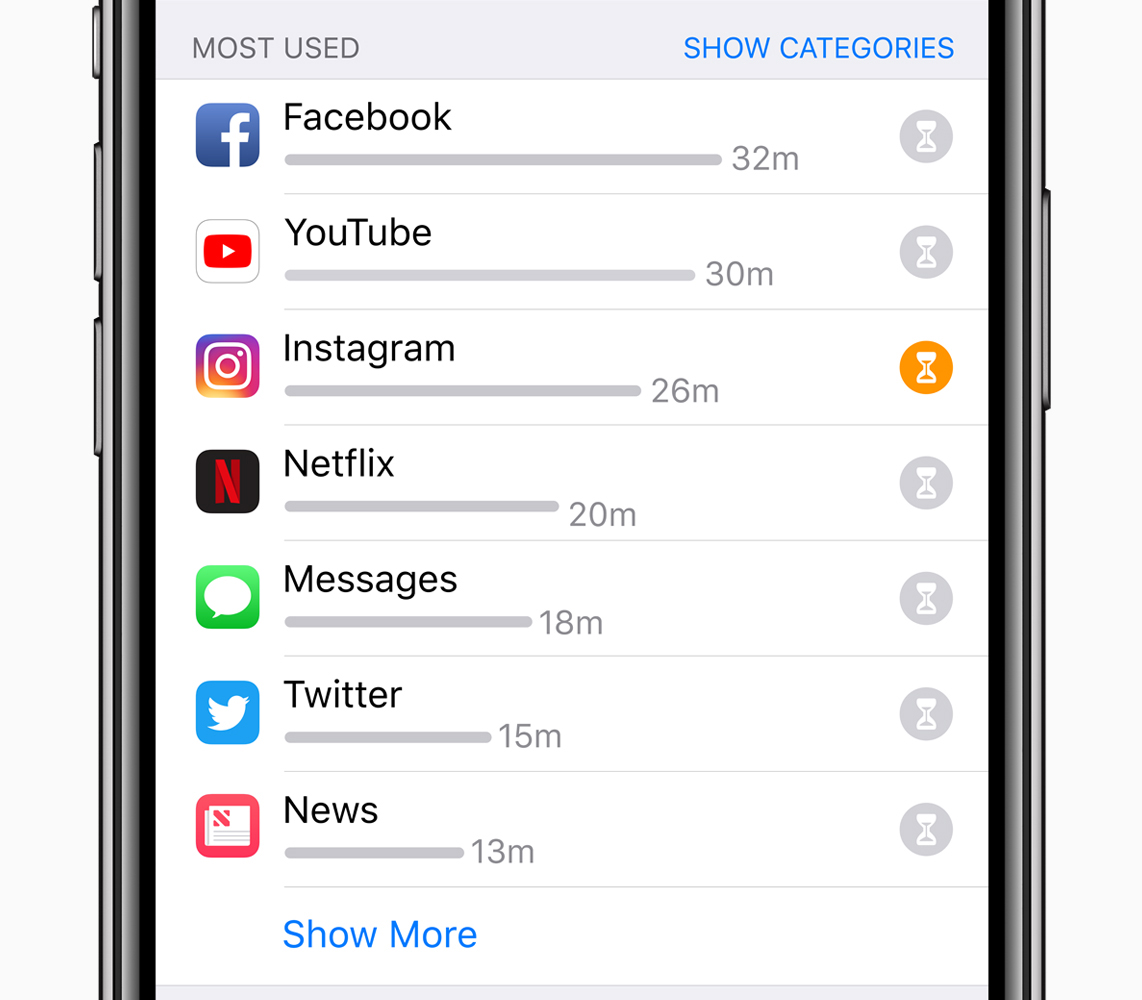 MOST USED SHOW CATEGORIES
Facebook
32m
YouTube
30m
Instagram
26m
Netflix
20m
Messages
18m
Twitter
15m
News
13m
Show More